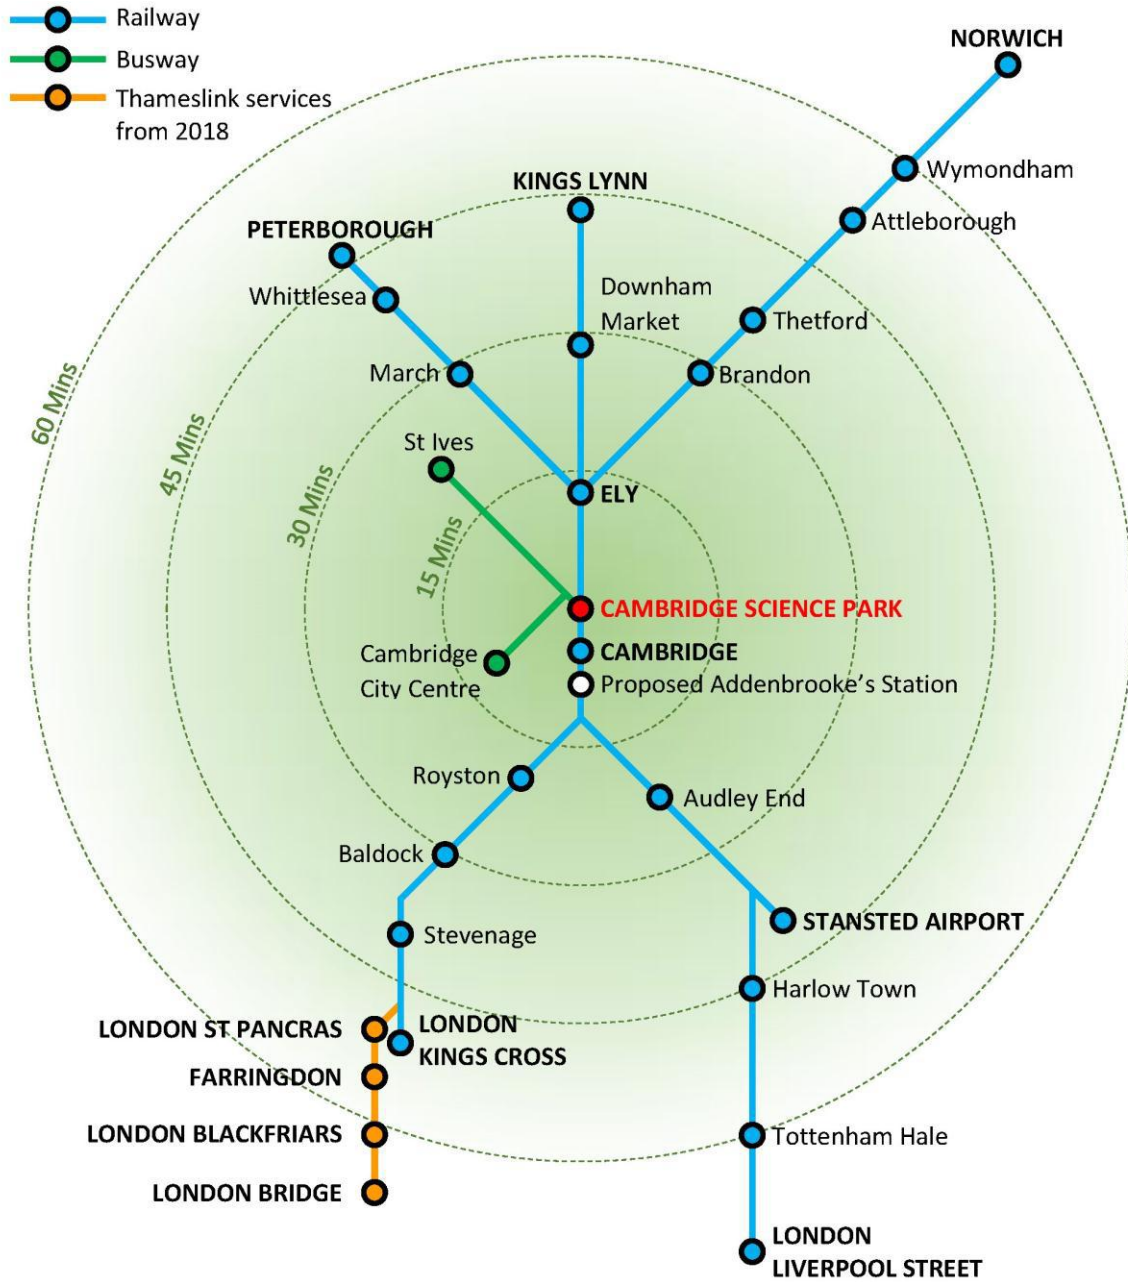 Railway
Busway
Thameslink services
from 2018
NORWICH
Wymondham
KINGS LYNN
Attleborough
PETERBOROUGH
Whittlesea
Downham
Market
Thetford
March
Brandon
60 Mins
45 Mins
30 Mins
15 Mins
St Ives
ELY
CAMBRIDGE SCIENCE PARK
CAMBRIDGE
Cambridge
City Centre
Proposed Addenbrooke's Station
Royston
Audley End
Baldock
STANSTED AIRPORT
Stevenage
Harlow Town
LONDON ST PANCRAS
LONDON
KINGS CROSS
FARRINGDON
LONDON BLACKFRIARS
Tottenham Hale
LONDON BRIDGE
LONDON
LIVERPOOL STREET